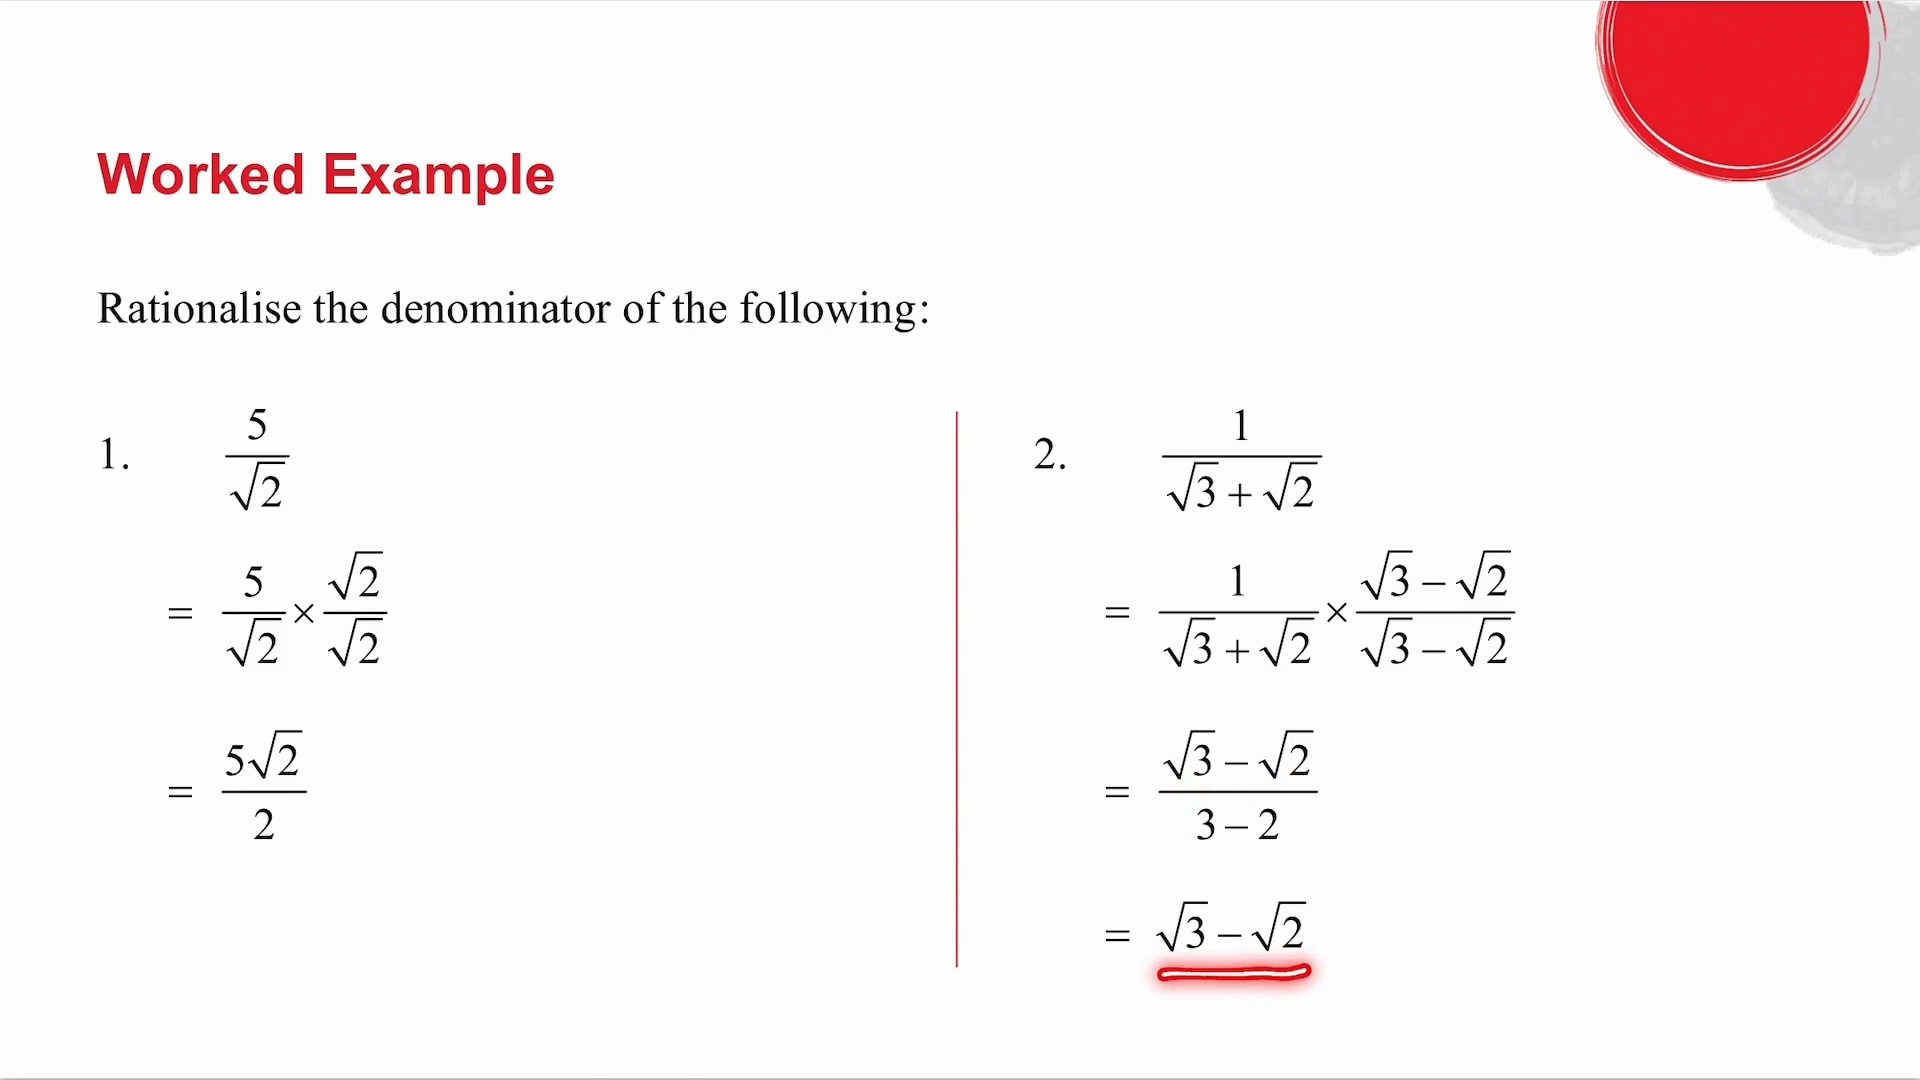 Worked Example
Rationalise the denominator of the following:
1. 5/√2
= 5/√2 × √2/√2
= 5√2/2
2. 1/(√3 + √2)
= 1/(√3 + √2) × (√3 – √2)/(√3 – √2)
= (√3 – √2)/(3 – 2)
= √3 – √2